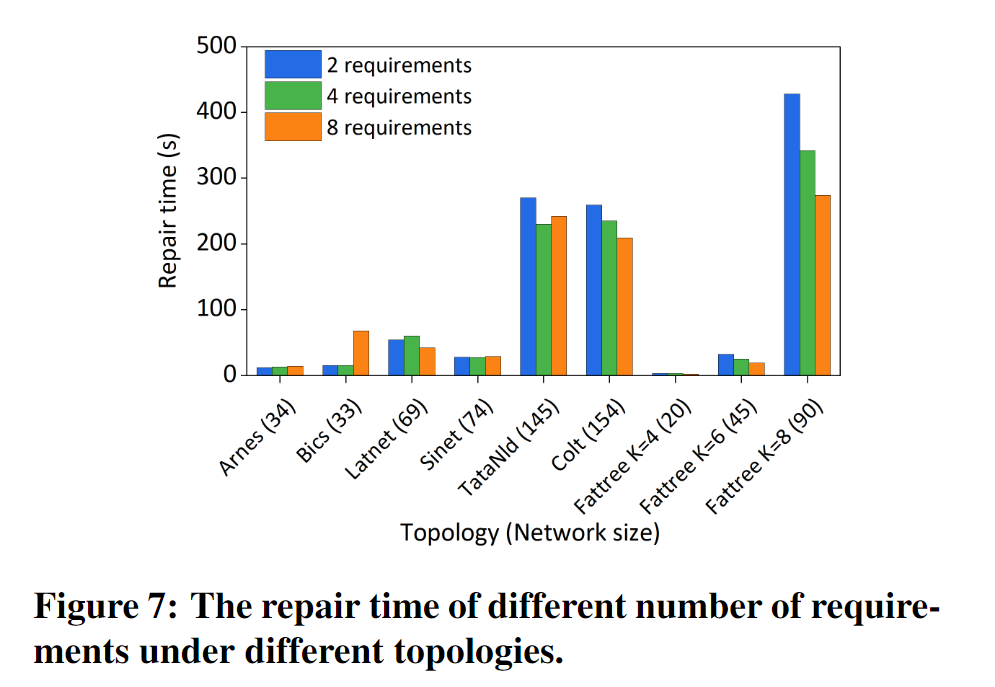 500
400
300
200
100
0
Repair time (s)
2 requirements
4 requirements
8 requirements
Arnes (34)
Bics (33)
Latnet (69)
Sinet (74)
TataNld (145)
Colt (154)
Fattree K=4 (20)
Fattree K=6 (45)
Fattree K=8 (90)
Topology (Network size)
Figure 7: The repair time of different number of require-
ments under different topologies.